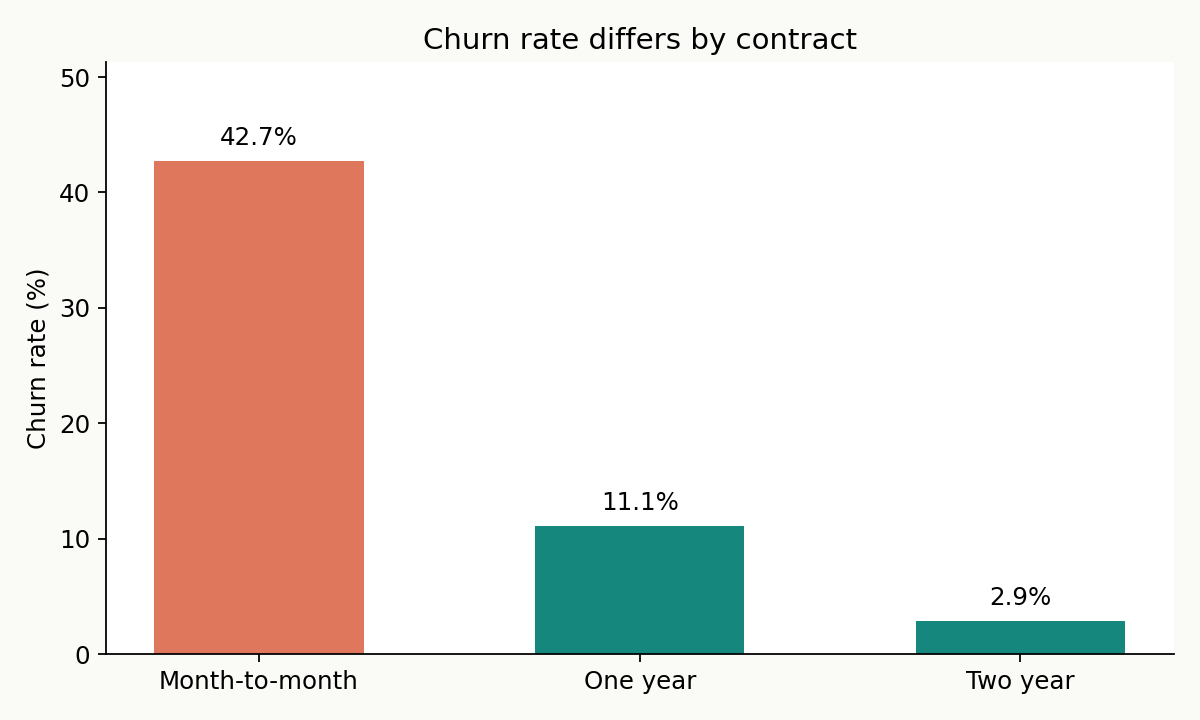 Churn rate differs by contract
Churn rate (%)
50
40
30
20
10
0
42.7%
11.1%
2.9%
Month-to-month
One year
Two year